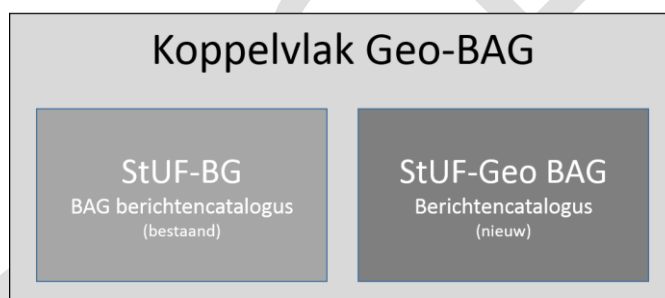 Koppelvlak Geo-BAG
StUF-BG
BAG berichtencatalogus
(bestaand)
StUF-Geo BAG
Berichtencatalogus
(nieuw)